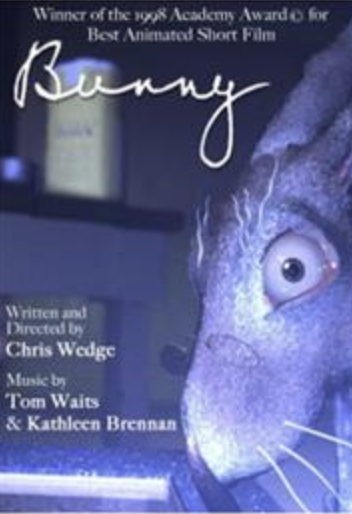 Winner of the 1998 Academy Award© for
Best Animated Short Film
Bunny
Written and
Directed by
Chris Wedge
Music by
Tom Waits
& Kathleen Brennan